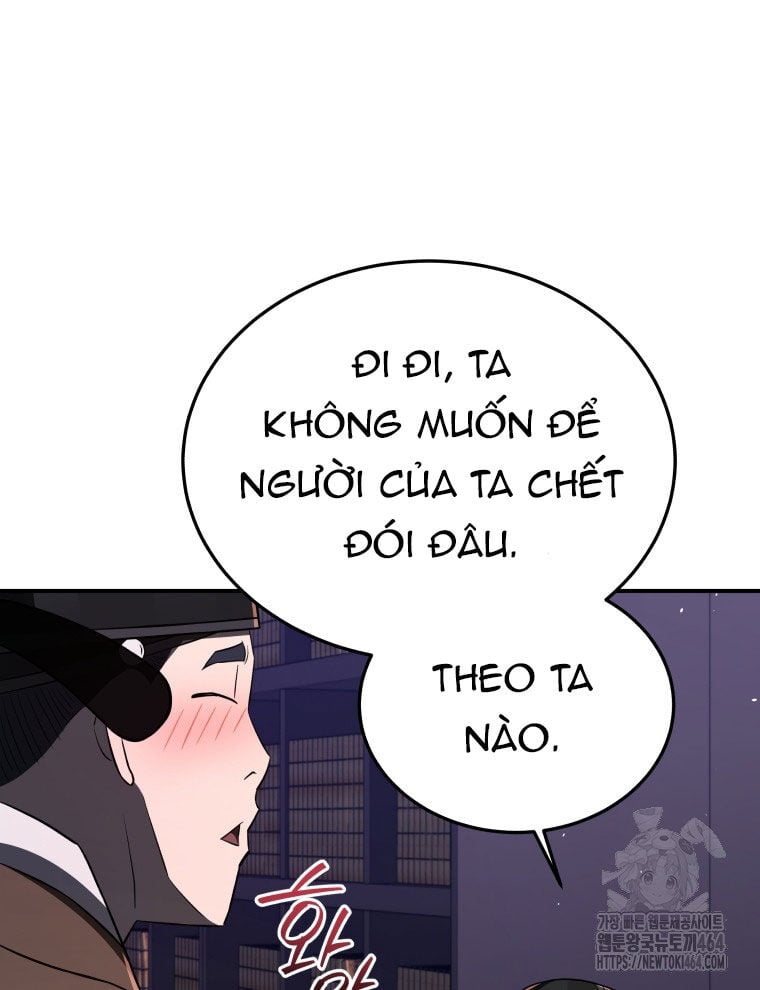 ĐI ĐI, TA
KHÔNG MUỐN ĐỂ
NGƯỜI CỦA TA CHẾT
ĐÓI ĐÂU.
THEO TA
NÀO.
화
악
가장 빠른 웹툰제공사이트
웹툰왕국뉴토끼464
HTTPS://NEWTOKI464.COM